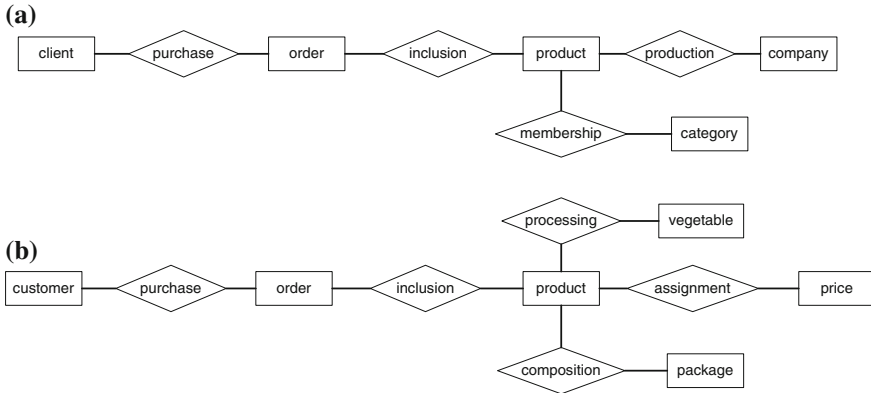 (a)
client purchase order inclusion product production company
membership category
processing vegetable
(b)
customer purchase order inclusion product assignment price
composition package